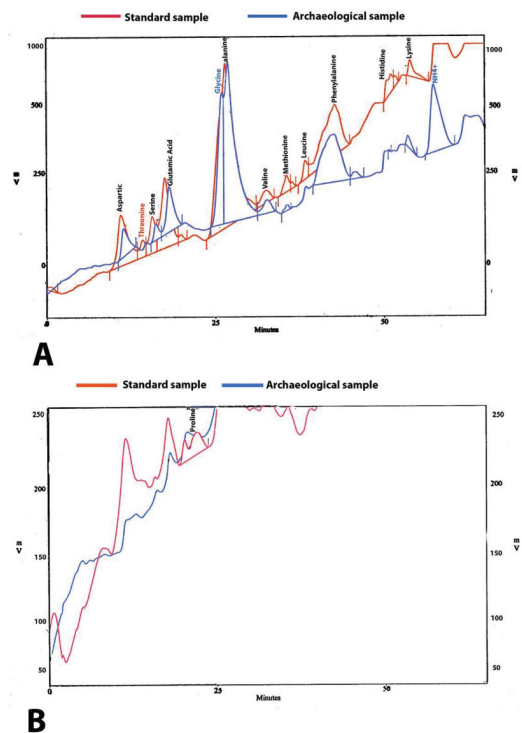 Standard sample Archaeological sample
1000 1000
500 500
250 250
0 0
mv
Aspartic
Threonine
Serine
Glutamic Acid
Glycine
alanine
Valine
Methionine
Leucine
Phenylalanine
Histidine
Lysine
NH4+
0 25 50
Minutes
A
Standard sample Archaeological sample
250 250
200 200
150 150
100 100
50 50
mv
Proline
0 25 50
Minutes
B